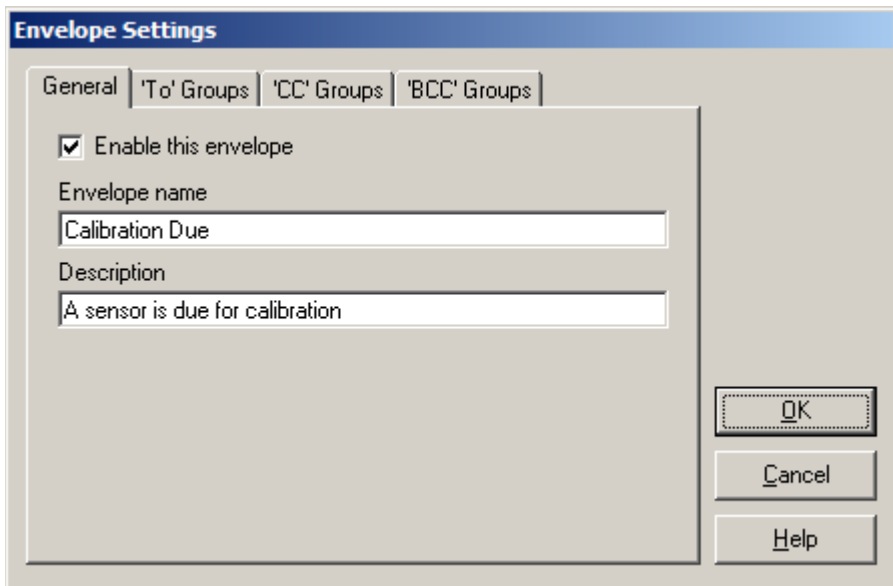 Envelope Settings
General 'To' Groups 'CC' Groups 'BCC' Groups
Enable this envelope
Envelope name
Calibration Due
Description
A sensor is due for calibration
OK
Cancel
Help